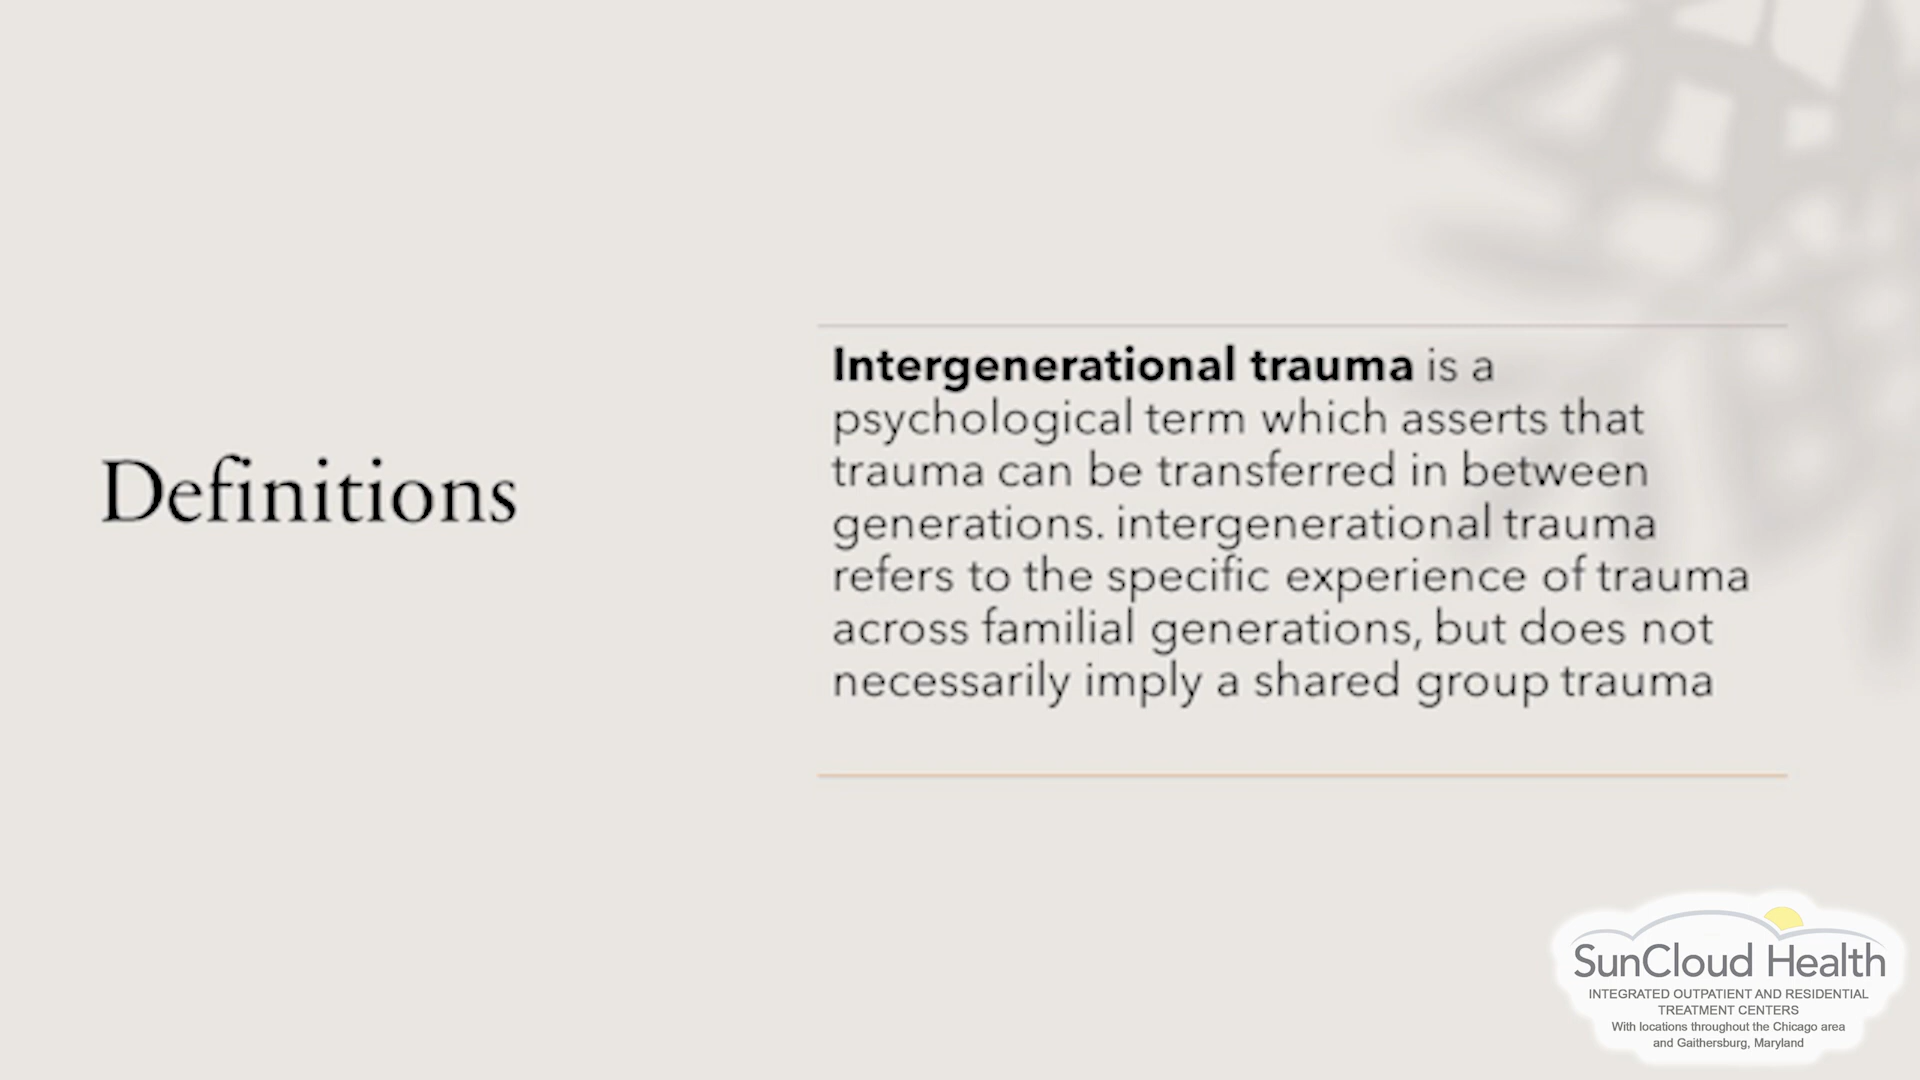 Definitions
Intergenerational trauma is a
psychological term which asserts that
trauma can be transferred in between
generations. intergenerational trauma
refers to the specific experience of trauma
across familial generations, but does not
necessarily imply a shared group trauma
SunCloud Health
INTEGRATED OUTPATIENT AND RESIDENTIAL
TREATMENT CENTERS
With locations throughout the Chicago area
and Gaithersburg, Maryland